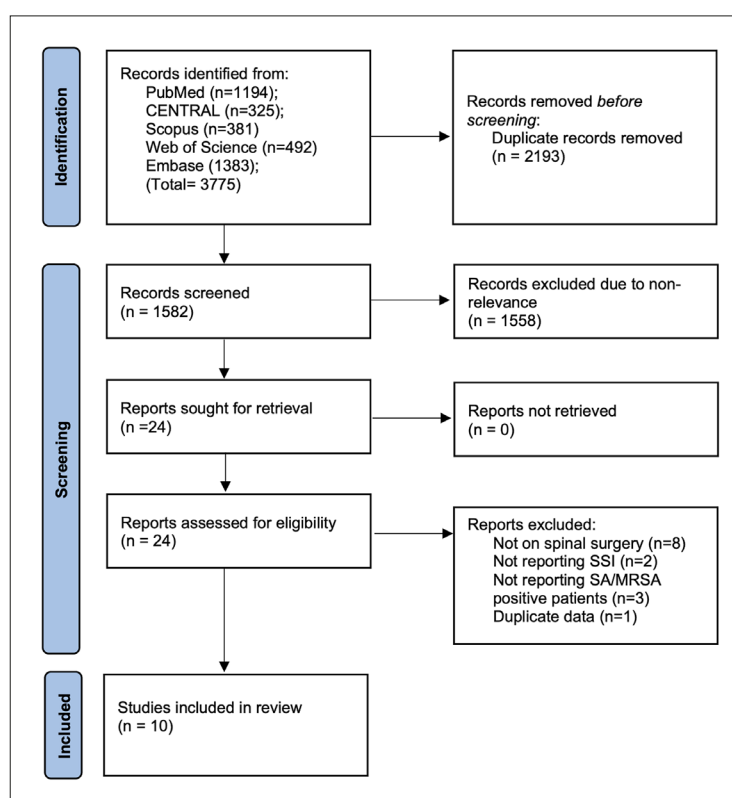 Identification
Records identified from:
PubMed (n=1194);
CENTRAL (n=325);
Scopus (n=381)
Web of Science (n=492)
Embase (1383);
(Total= 3775)
Records removed before
screening:
Duplicate records removed
(n = 2193)
Screening
Records screened
(n = 1582)
Records excluded due to non-
relevance
(n = 1558)
Reports sought for retrieval
(n =24)
Reports not retrieved
(n = 0)
Reports assessed for eligibility
(n = 24)
Reports excluded:
Not on spinal surgery (n=8)
Not reporting SSI (n=2)
Not reporting SA/MRSA
positive patients (n=3)
Duplicate data (n=1)
Included
Studies included in review
(n = 10)